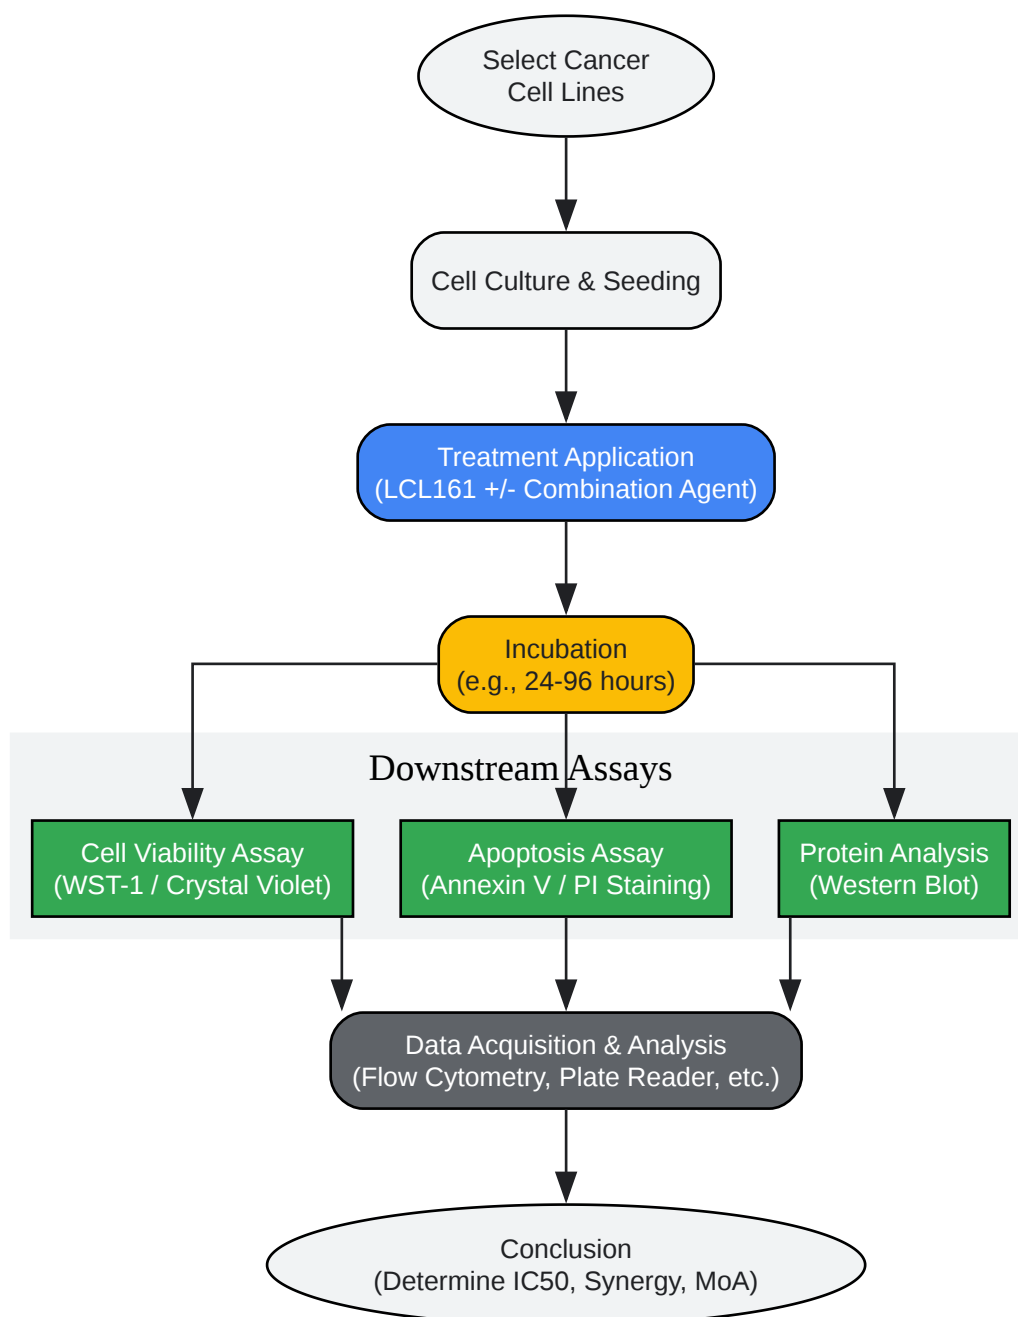 Select Cancer
Cell Lines
Cell Culture & Seeding
Treatment Application
(LCL161 +/- Combination Agent)
Incubation
(e.g., 24-96 hours)
Downstream Assays
Cell Viability Assay
(WST-1 / Crystal Violet)
Apoptosis Assay
(Annexin V / PI Staining)
Protein Analysis
(Western Blot)
Data Acquisition & Analysis
(Flow Cytometry, Plate Reader, etc.)
Conclusion
(Determine IC50, Synergy, MoA)